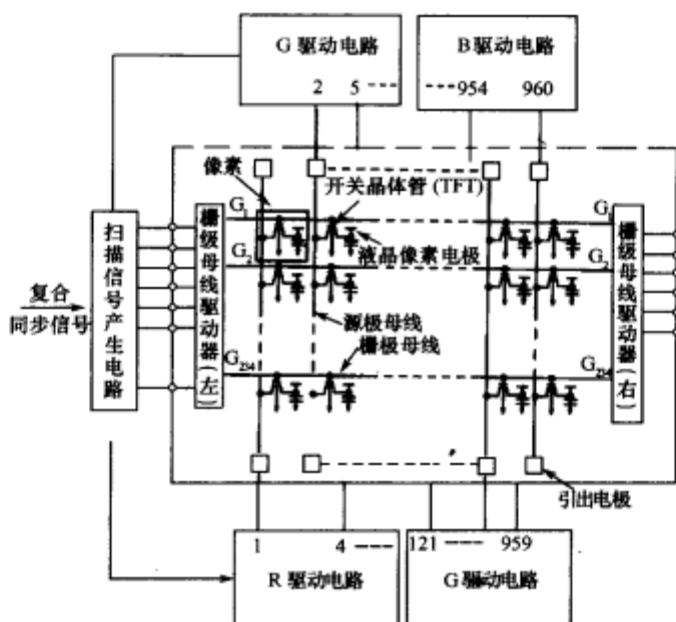 G 驱动电路
2 5 ----
B驱动电路
----954 960
像素
开关晶体管 (TFT)
G1
G1
G2
液晶像素电极
G2
扫描信号产生电路
栅级母线驱动器(左)
栅级母线驱动器(右)
复合
同步信号
源极母线
栅极母线
G234
G234
引出电极
1 4 ----
R 驱动电路
121 ---- 959
G驱动电路